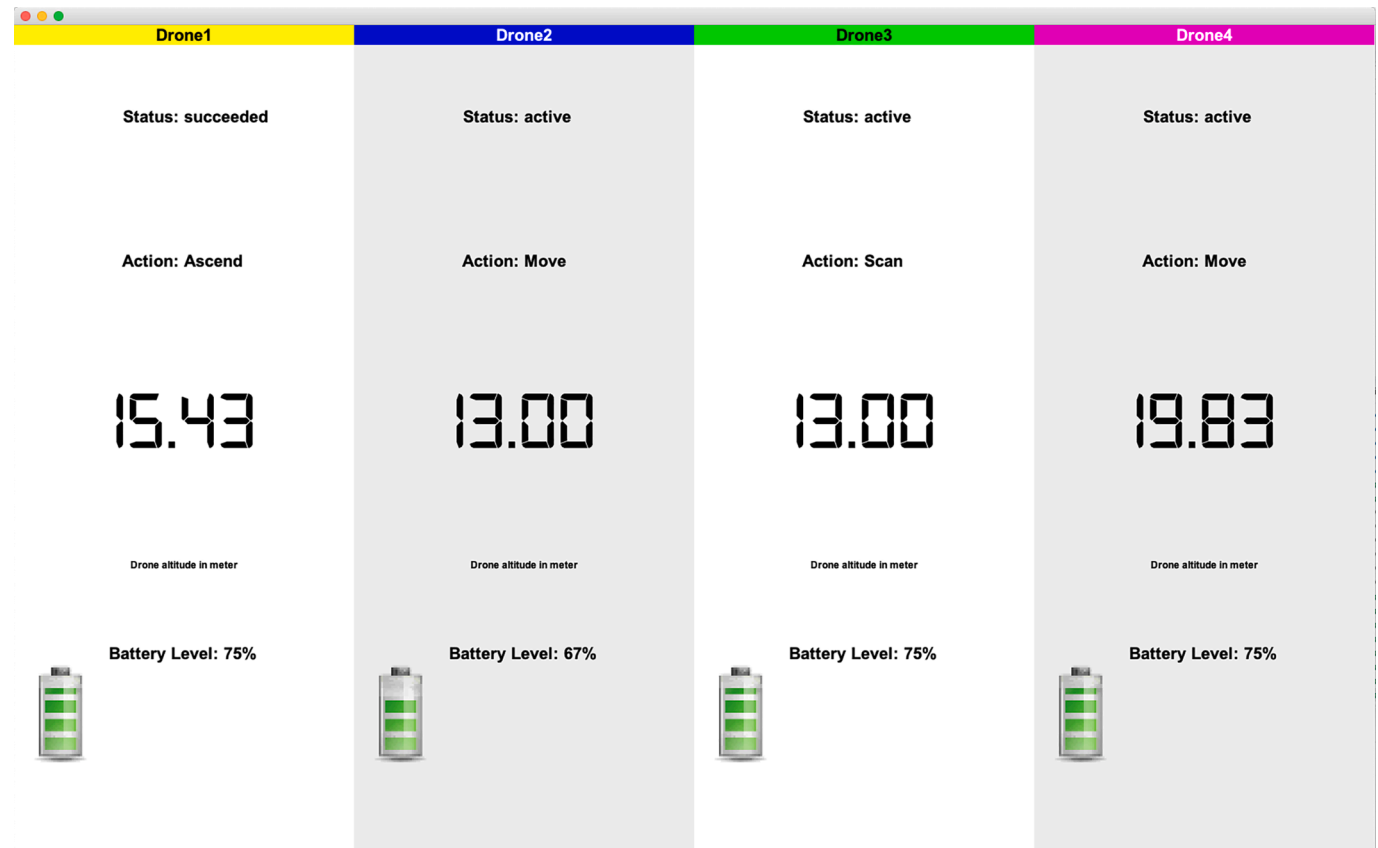 Drone1
Status: succeeded
Action: Ascend
15.43
Drone altitude in meter
Battery Level: 75%
Drone2
Status: active
Action: Move
13.00
Drone altitude in meter
Battery Level: 67%
Drone3
Status: active
Action: Scan
13.00
Drone altitude in meter
Battery Level: 75%
Drone4
Status: active
Action: Move
19.83
Drone altitude in meter
Battery Level: 75%